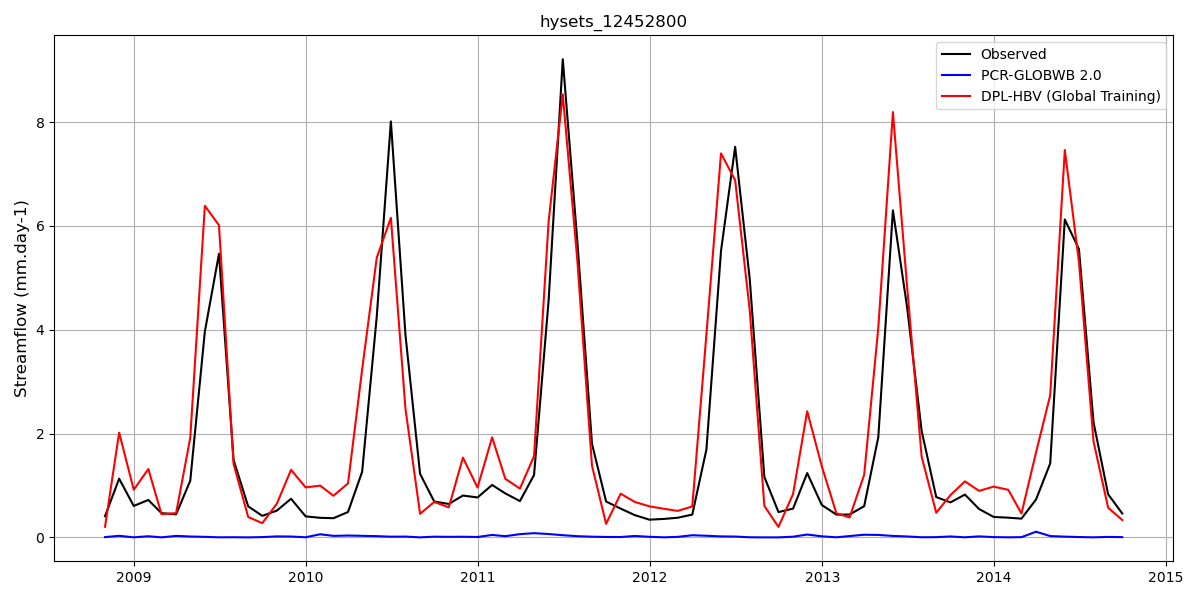 hysets_12452800
Observed
PCR-GLOBWB 2.0
DPL-HBV (Global Training)
Streamflow (mm.day-1)
8
6
4
2
0
2009 2010 2011 2012 2013 2014 2015